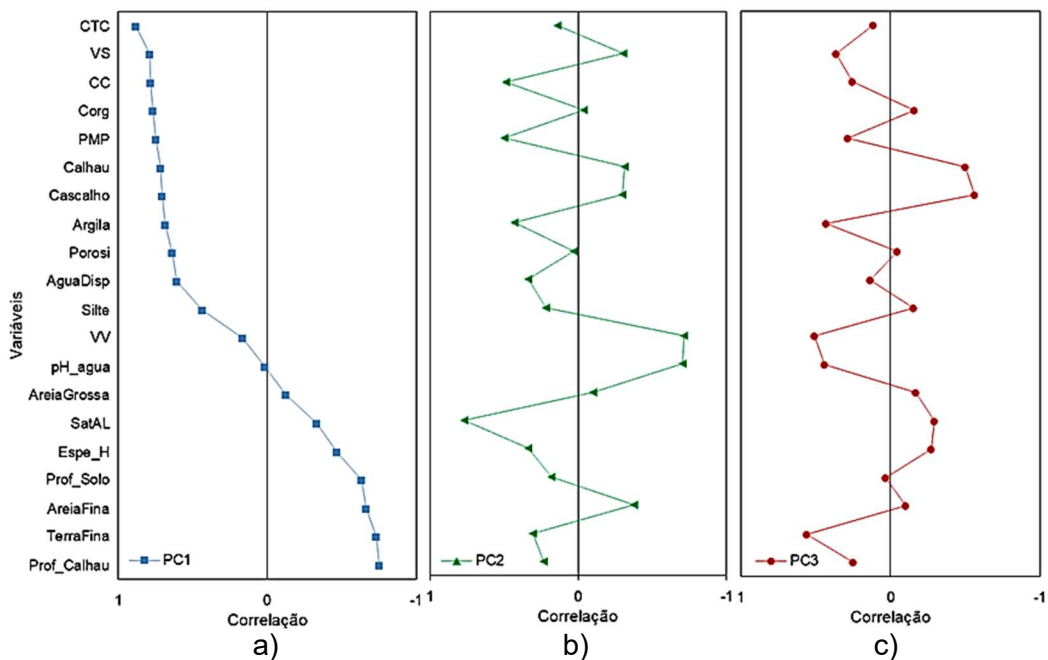 CTC
VS
CC
Corg
PMP
Calhau
Cascalho
Argila
Porosi
AguaDisp
Silte
VV
pH_agua
AreiaGrossa
SatAL
Espe_H
Prof_Solo
AreiaFina
TerraFina
Prof_Calhau
Variáveis
PC1
PC2
PC3
1 0 -1
1 0 -1
1 0 -1
Correlação
Correlação
Correlação
a)
b)
c)